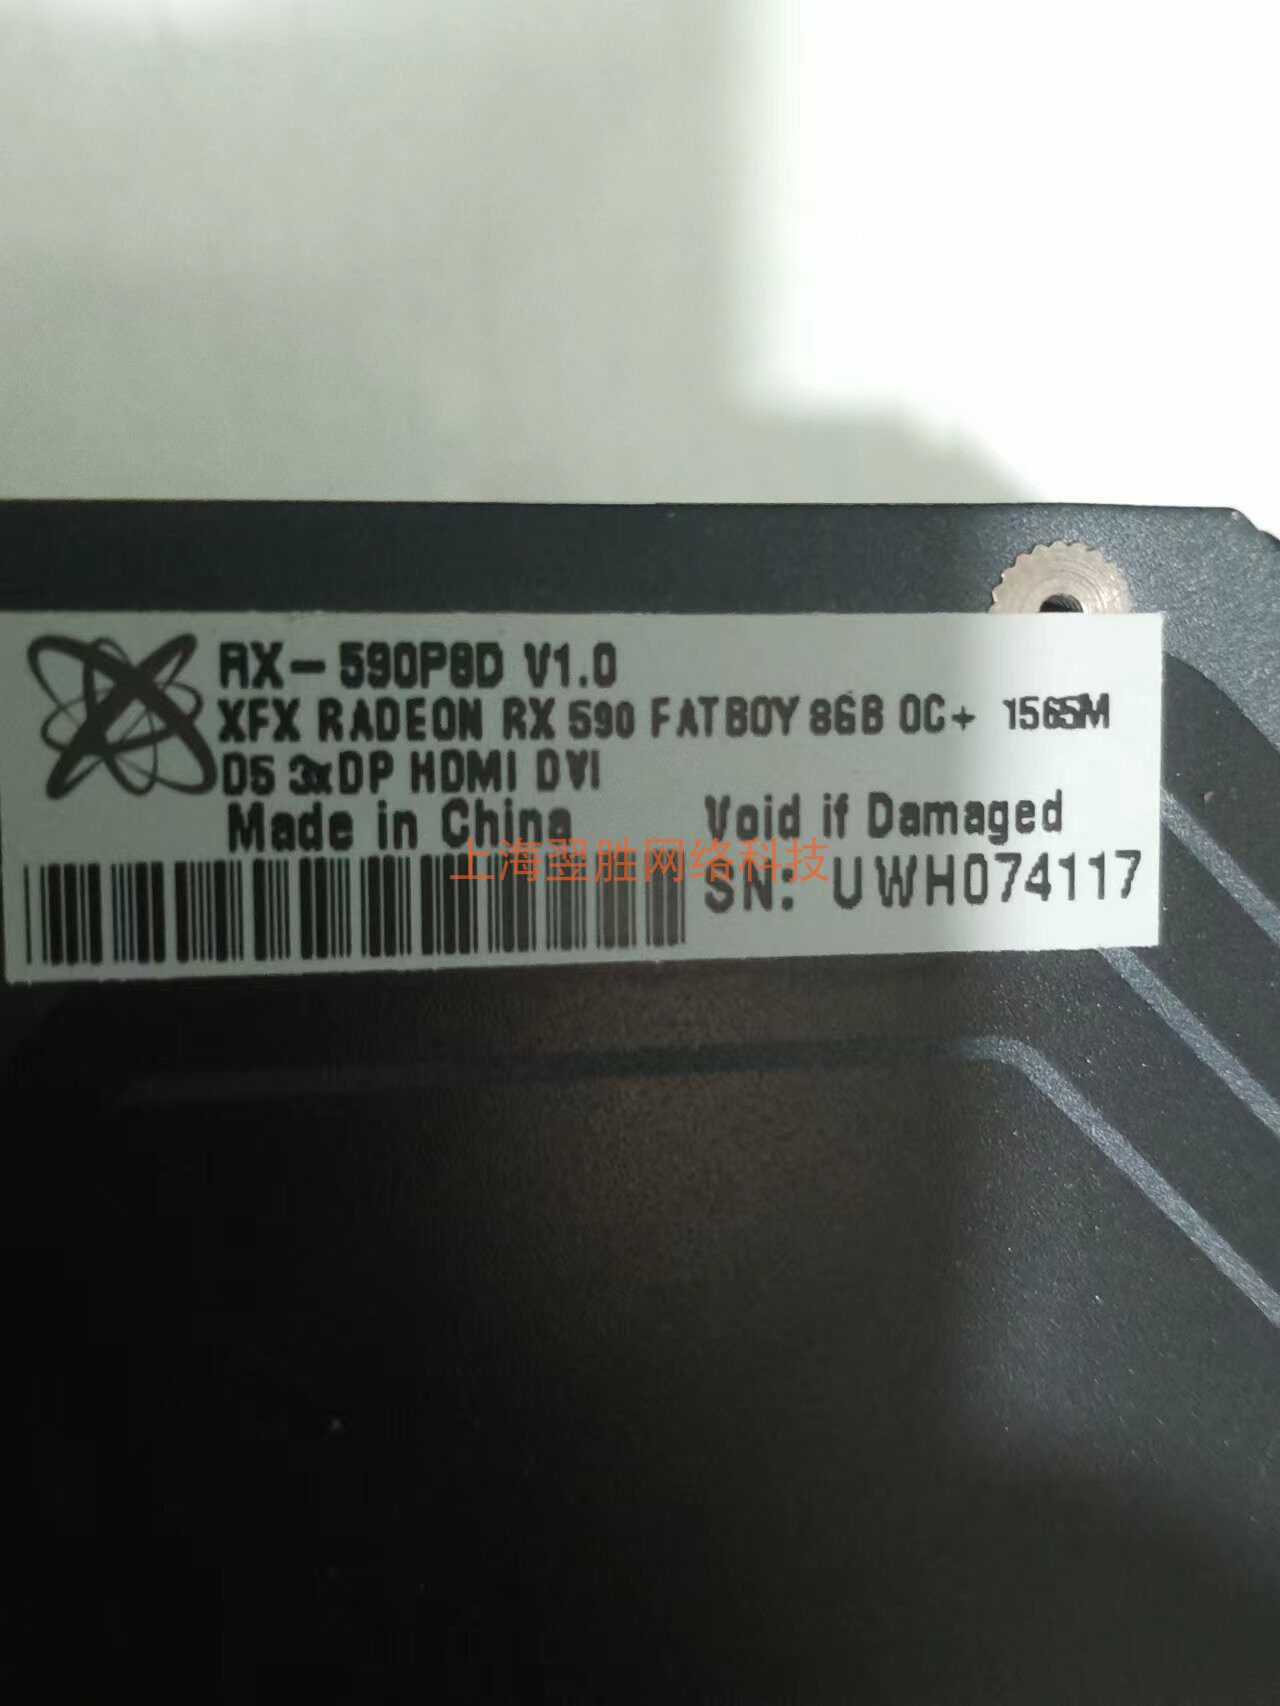 RX-590P8D V1.0
XFX RADEON RX 590 FATBOY 8GB OC+ 1565M
D5 3xDP HDMI DVI
Made in China Void if Damaged
上海翌胜网络科技
SN: UWH074117